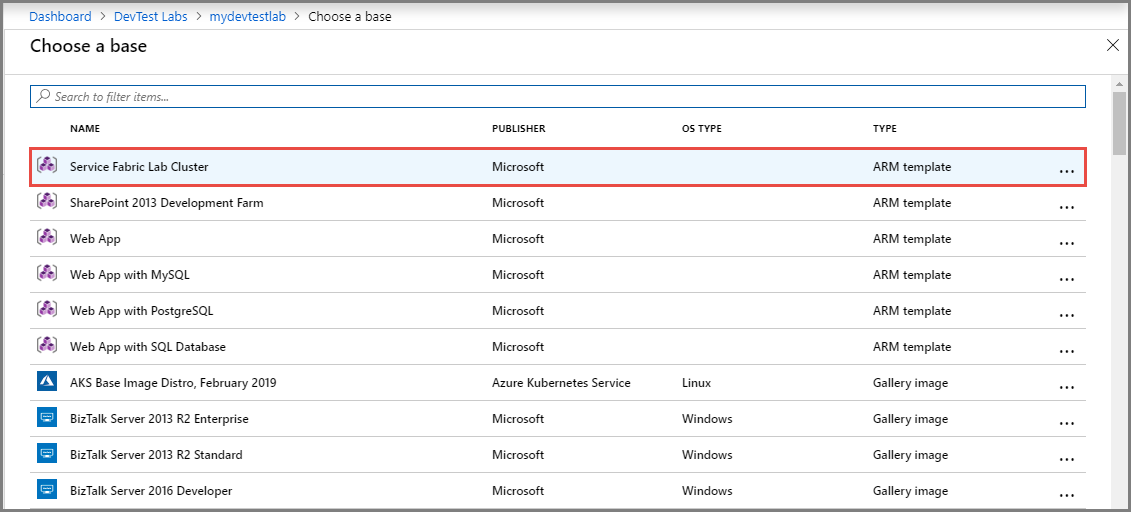 Dashboard > DevTest Labs > mydevtestlab > Choose a base
Choose a base
Search to filter items...
NAME PUBLISHER OS TYPE TYPE
Service Fabric Lab Cluster Microsoft ARM template ...
SharePoint 2013 Development Farm Microsoft ARM template ...
Web App Microsoft ARM template ...
Web App with MySQL Microsoft ARM template ...
Web App with PostgreSQL Microsoft ARM template ...
Web App with SQL Database Microsoft ARM template ...
AKS Base Image Distro, February 2019 Azure Kubernetes Service Linux Gallery image ...
BizTalk Server 2013 R2 Enterprise Microsoft Windows Gallery image ...
BizTalk Server 2013 R2 Standard Microsoft Windows Gallery image ...
BizTalk Server 2016 Developer Microsoft Windows Gallery image ...